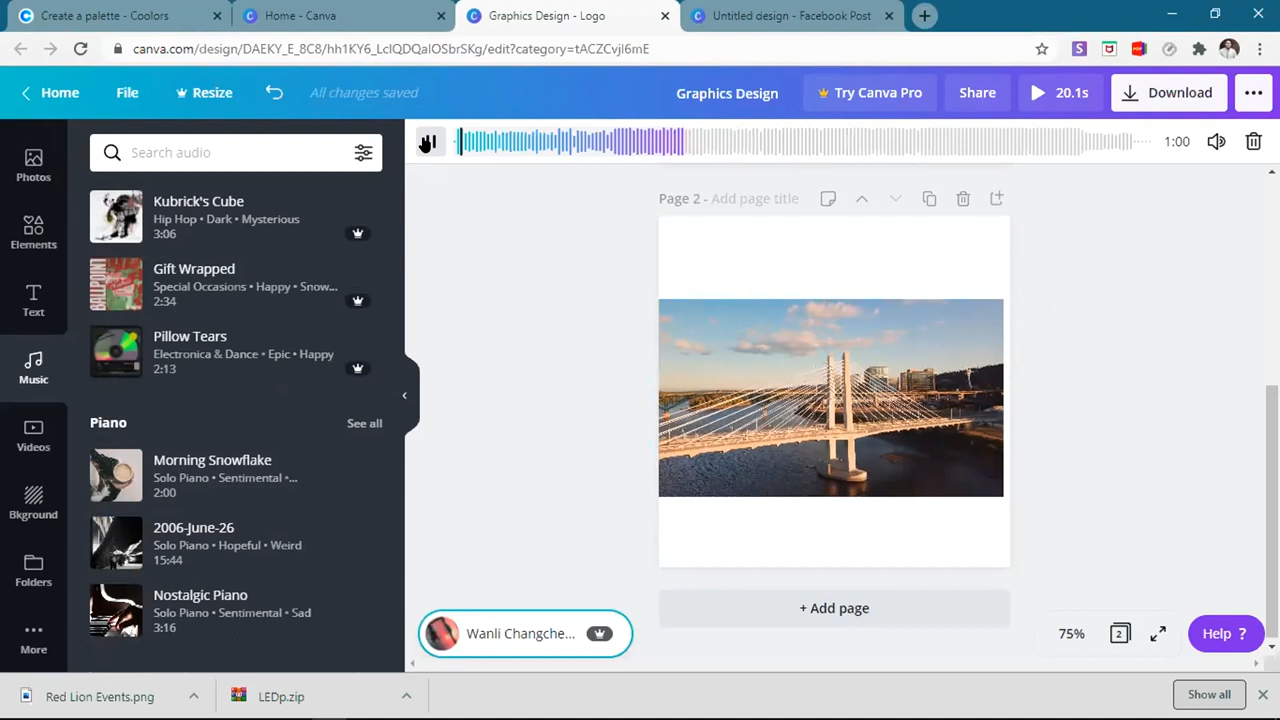 Create a palette - Coolors
Home - Canva
Graphics Design - Logo
Untitled design - Facebook Post
canva.com/design/DAEKY_E_8C8/hh1KY6_LcIQDQaIOSbrSKg/edit?category=tACZCvjI6mE
Home
File
Resize
All changes saved
Graphics Design
Try Canva Pro
Share
20.1s
Download
Search audio
1:00
Photos
Elements
Text
Music
Videos
Bkground
Folders
More
Kubrick's Cube
Hip Hop • Dark • Mysterious
3:06
Gift Wrapped
Special Occasions • Happy • Snow...
2:34
Pillow Tears
Electronica & Dance • Epic • Happy
2:13
Piano
See all
Morning Snowflake
Solo Piano • Sentimental •...
2:00
2006-June-26
Solo Piano • Hopeful • Weird
15:44
Nostalgic Piano
Solo Piano • Sentimental • Sad
3:16
Page 2 - Add page title
+ Add page
Wanli Changche...
75%
2
Help ?
Red Lion Events.png
LEDp.zip
Show all